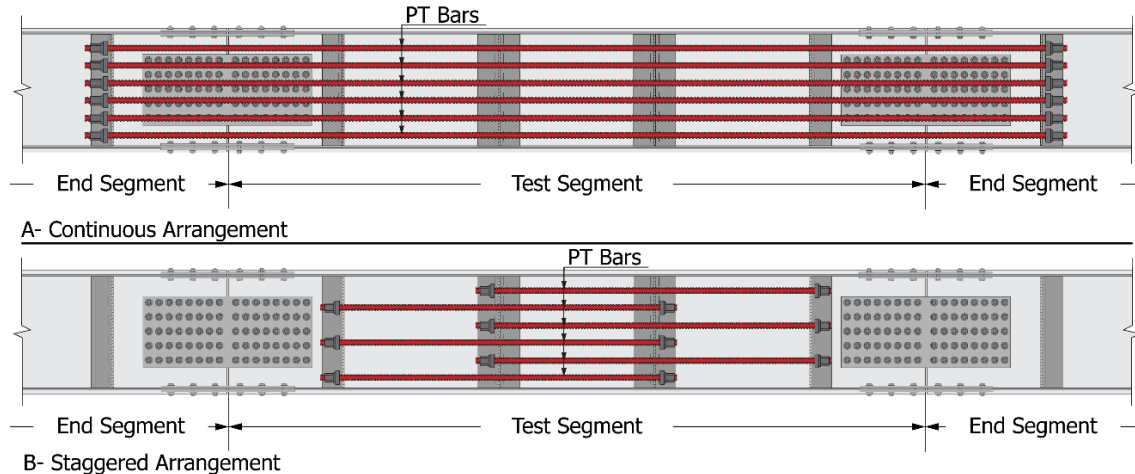 PT Bars
End Segment
Test Segment
End Segment
A- Continuous Arrangement
PT Bars
End Segment
Test Segment
End Segment
B- Staggered Arrangement